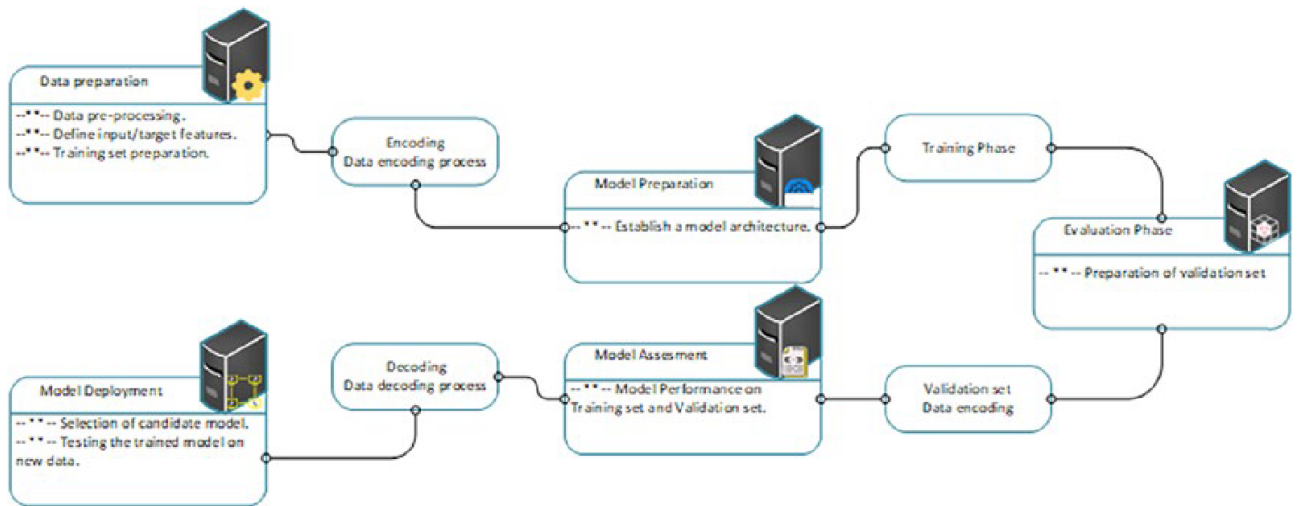 Data preparation
--**-- Data pre-processing.
--**-- Define input/target features.
--**-- Training set preparation.
Encoding
Data encoding process
Model Preparation
-- ** -- Establish a model architecture.
Training Phase
Evaluation Phase
-- ** -- Preparation of validation set
Validation set
Data encoding
Model Assesment
-- ** -- Model Performance on
Training set and Validation set.
Decoding
Data decoding process
Model Deployment
-- ** -- Selection of candidate model.
-- ** -- Testing the trained model on
new data.